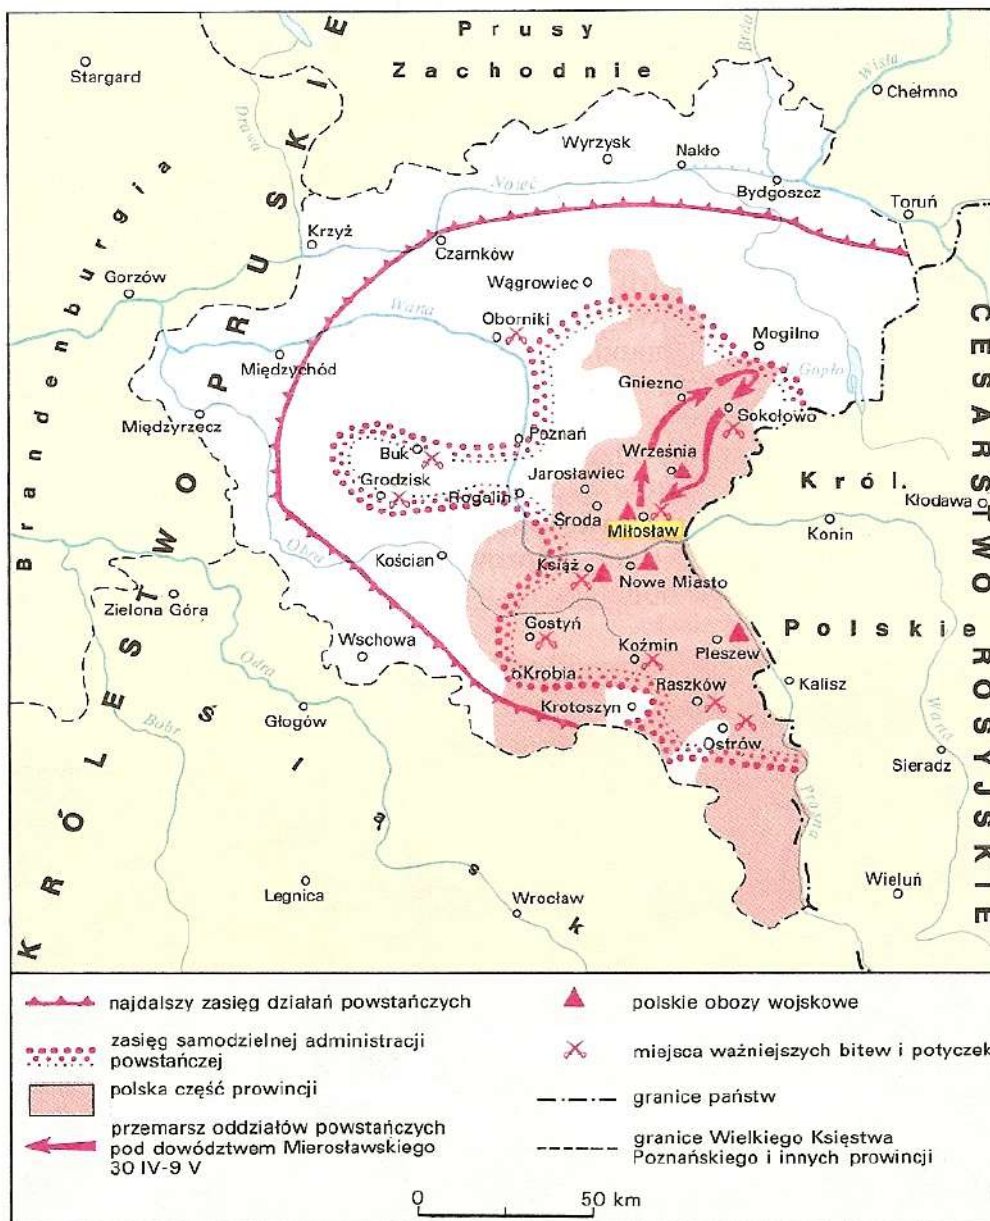 Prusy
Zachodnie
Stargard
Drawa
Brda
Wisła
Chełmno
Wyrzysk
Nakło
Noteć
Bydgoszcz
Toruń
Krzyż
Czarnków
Gorzów
Brandenburgia
KRÓLESTWO PRUSKIE
Wągrowiec
Warta
Oborniki
Mogilno
Międzychód
J. Gopło
Gniezno
Sokołowo
Międzyrzecz
Poznań
Buk
Września
Grodzisk
Jarosławiec
Rogalin
Środa
Miłosław
Król.
Kłodawa
Konin
Obra
Kościan
Książ
Nowe Miasto
Zielona Góra
Gostyń
Polskie
Wschowa
Koźmin
Pleszew
Odra
Krobia
Raszków
Kalisz
Krotoszyn
Głogów
Bóbr
Ostrów
Warta
Sieradz
Śląsk
Prosna
CESARSTWO ROSYJSKIE
Legnica
Wrocław
Wieluń
najdalszy zasięg działań powstańczych
zasięg samodzielnej administracji
powstańczej
polska część prowincji
przemarsz oddziałów powstańczych
pod dowództwem Mierosławskiego
30 IV-9 V
polskie obozy wojskowe
miejsca ważniejszych bitew i potyczek
granice państw
granice Wielkiego Księstwa
Poznańskiego i innych prowincji
0 50 km